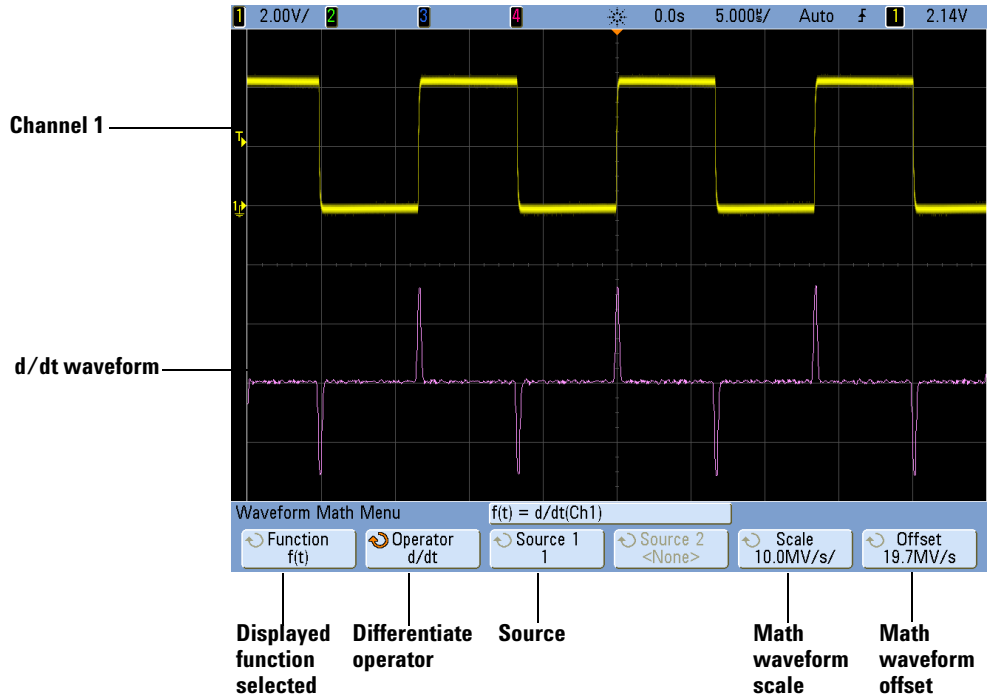 1 2.00V/ 2 3 4 0.0s 5.000㎲/ Auto 1 2.14V
Channel 1
T
1
d/dt waveform
Waveform Math Menu f(t) = d/dt(Ch1)
Function Operator Source 1 Source 2 Scale Offset
f(t) d/dt 1 <None> 10.0MV/s/ 19.7MV/s
Displayed function selected
Differentiate operator
Source
Math waveform scale
Math waveform offset